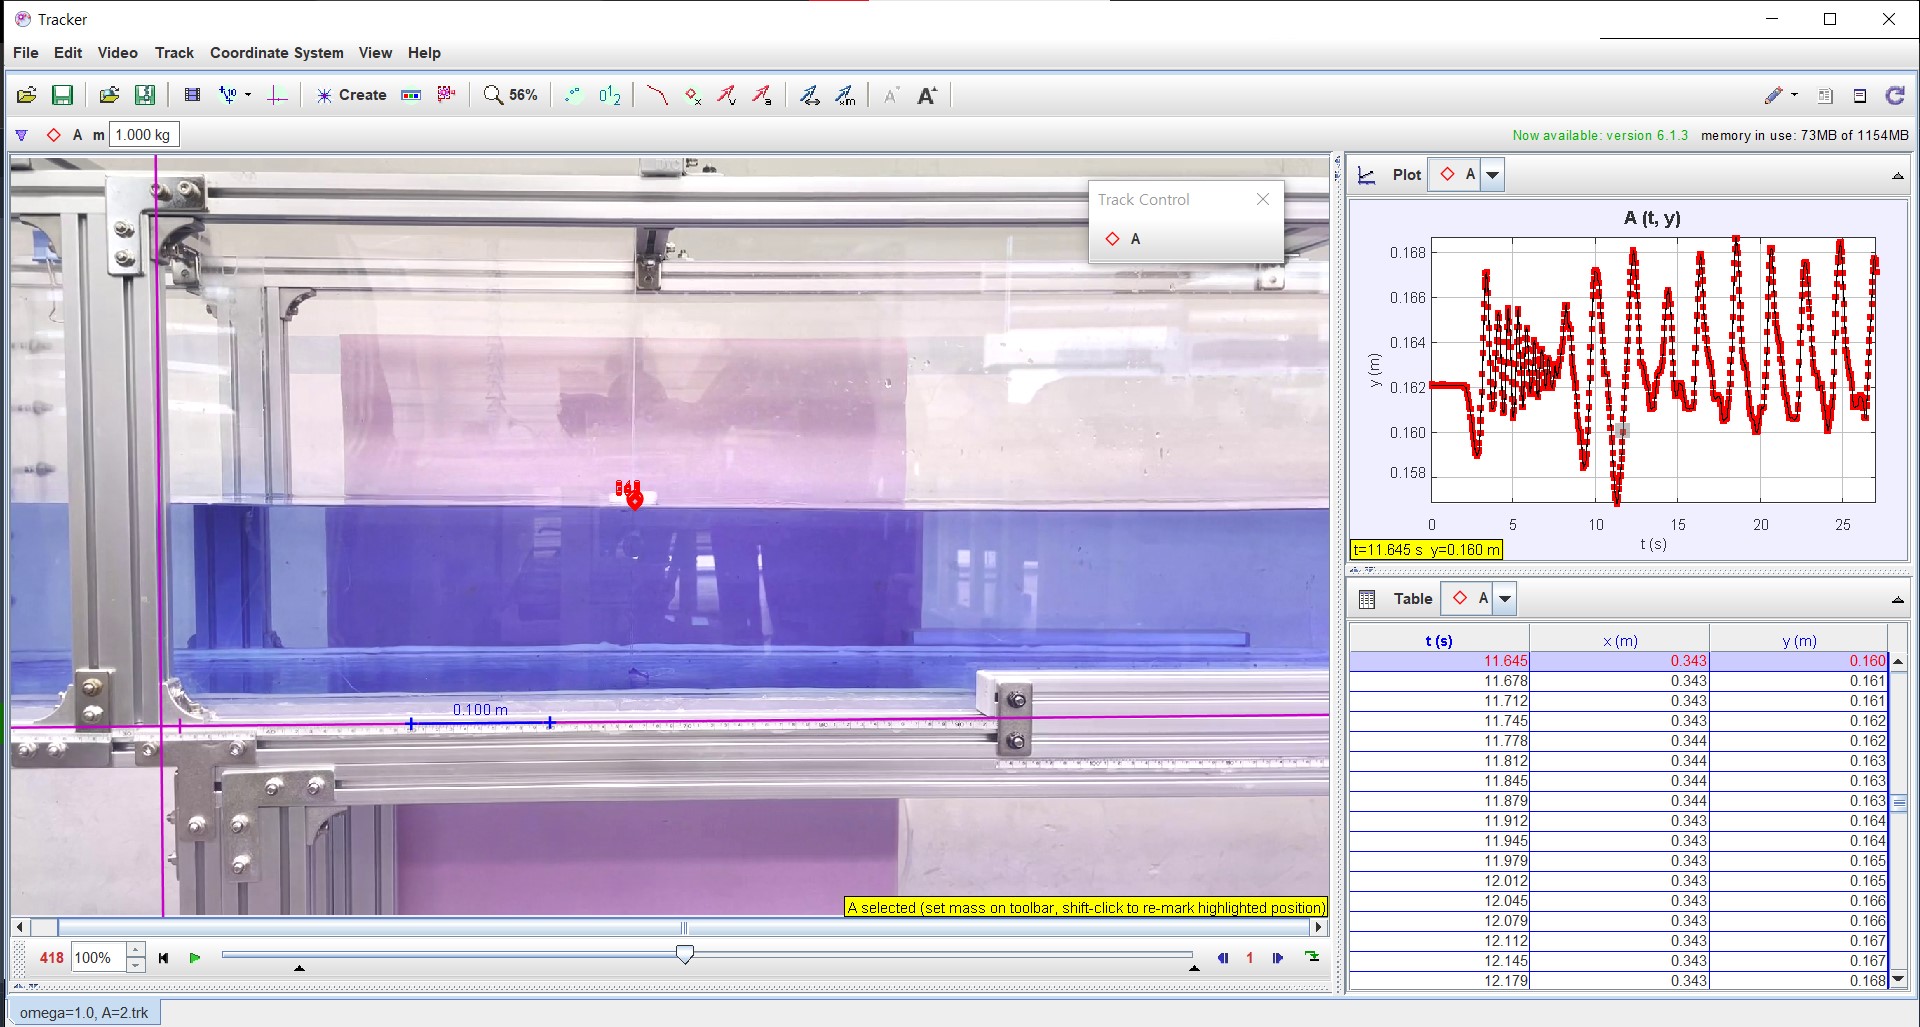 Tracker
File Edit Video Track Coordinate System View Help
Create 56%
A m 1.000 kg
Now available: version 6.1.3 memory in use: 73MB of 1154MB
Track Control
A
0.100 m
A selected (set mass on toolbar, shift-click to re-mark highlighted position)
418 100% 1
omega=1.0, A=2.trk
Plot A
A (t, y)
0.168
0.166
0.164
0.162
0.160
0.158
y (m)
0 5 10 15 20 25
t (s)
t=11.645 s y=0.160 m
Table A
t (s) x (m) y (m)
11.645 0.343 0.160
11.678 0.343 0.161
11.712 0.343 0.161
11.745 0.343 0.162
11.778 0.344 0.162
11.812 0.344 0.163
11.845 0.344 0.163
11.879 0.344 0.163
11.912 0.343 0.164
11.945 0.343 0.164
11.979 0.343 0.165
12.012 0.343 0.165
12.045 0.343 0.166
12.079 0.343 0.166
12.112 0.343 0.167
12.145 0.343 0.167
12.179 0.343 0.168